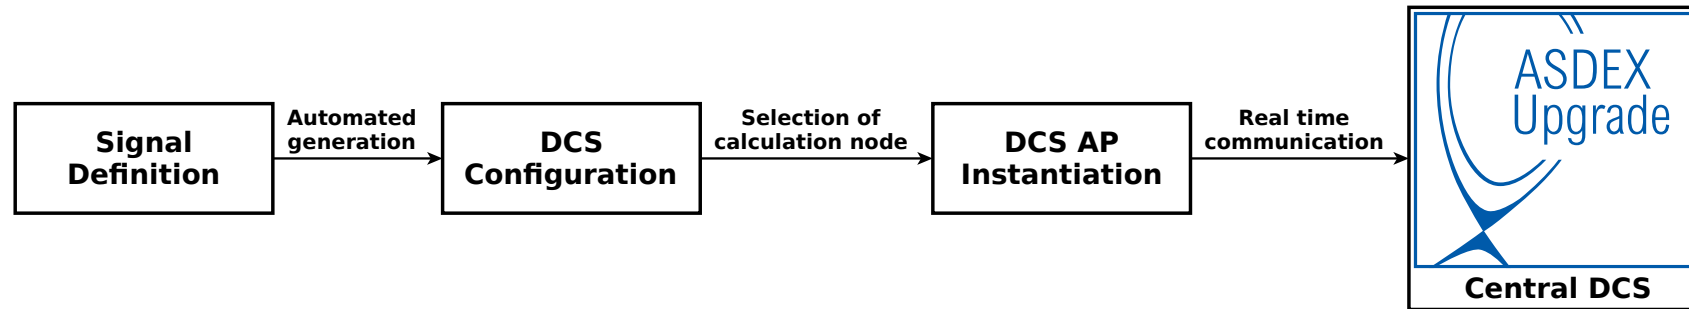 Signal
Definition
Automated
generation
DCS
Configuration
Selection of
calculation node
DCS AP
Instantiation
Real time
communication
ASDEX
Upgrade
Central DCS